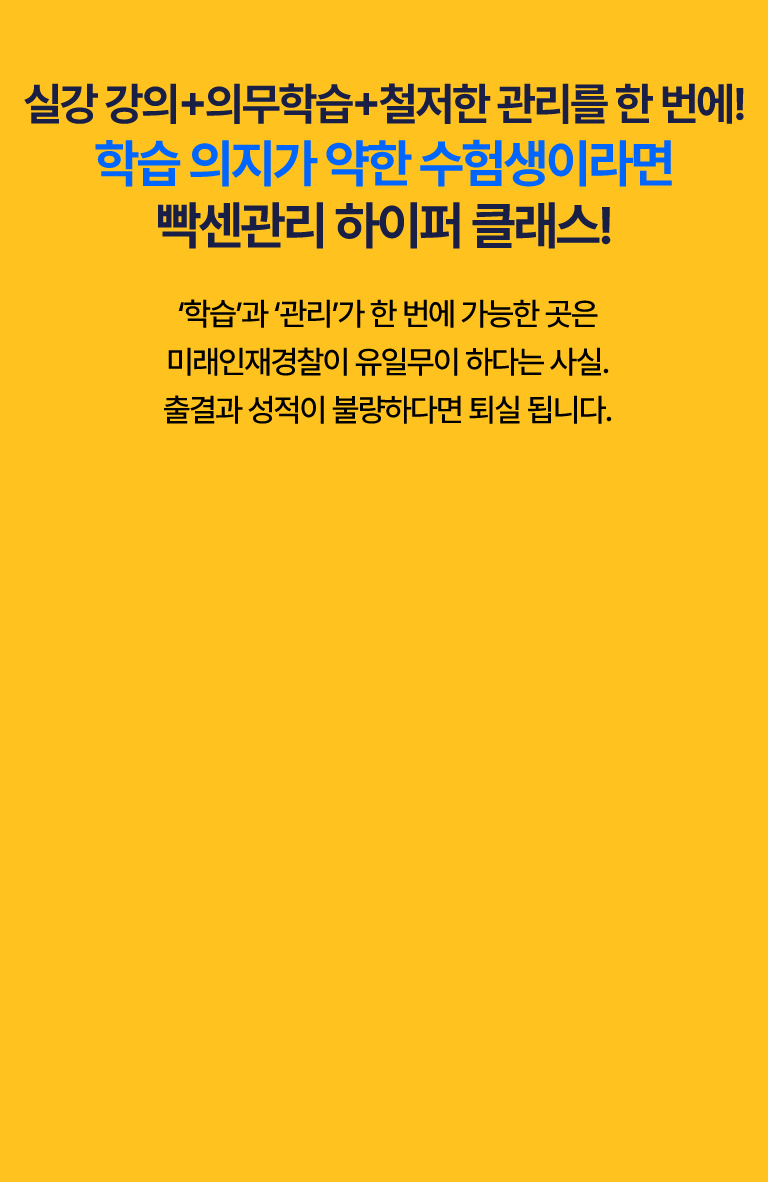 실강 강의+의무학습+철저한 관리를 한 번에!
학습 의지가 약한 수험생이라면
빡센관리 하이퍼 클래스!
‘학습’과 ‘관리’가 한 번에 가능한 곳은
미래인재경찰이 유일무이 하다는 사실.
출결과 성적이 불량하다면 퇴실 됩니다.